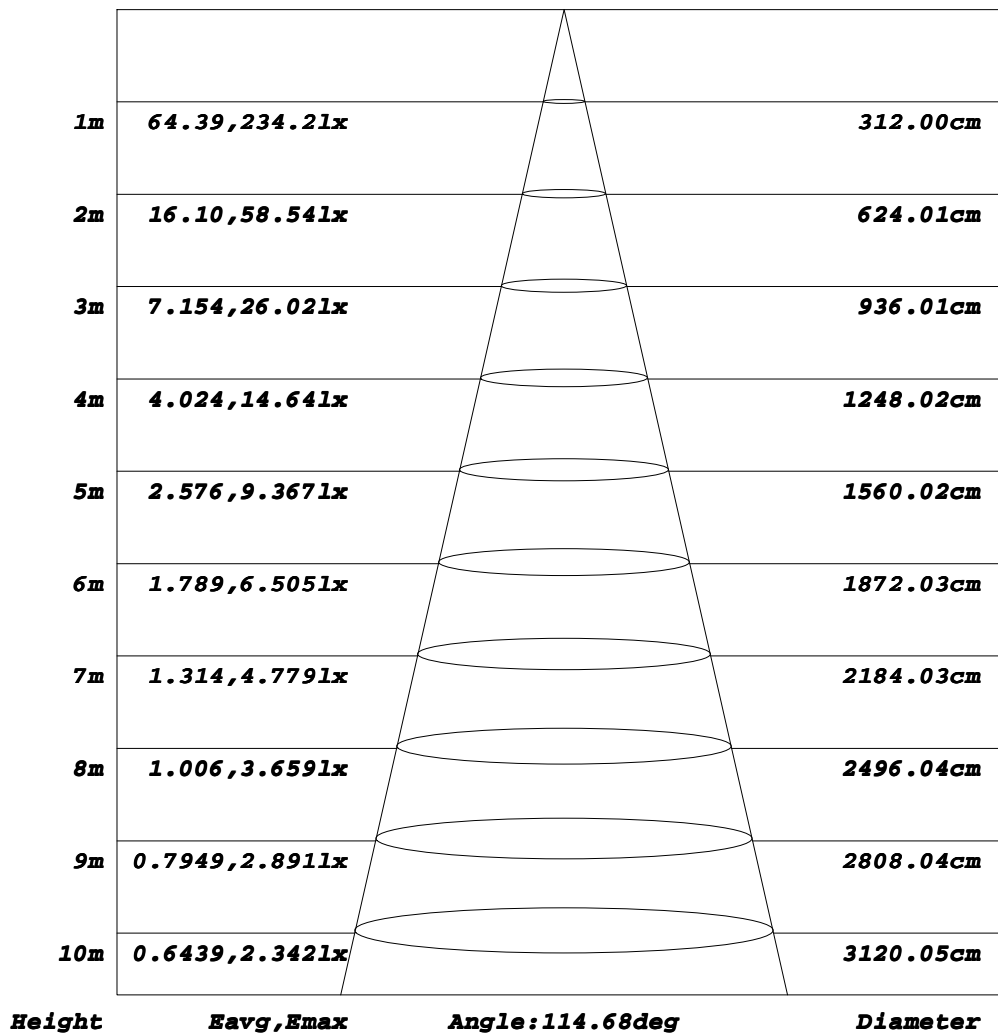 1m 64.39,234.2lx 312.00cm
2m 16.10,58.54lx 624.01cm
3m 7.154,26.02lx 936.01cm
4m 4.024,14.64lx 1248.02cm
5m 2.576,9.367lx 1560.02cm
6m 1.789,6.505lx 1872.03cm
7m 1.314,4.779lx 2184.03cm
8m 1.006,3.659lx 2496.04cm
9m 0.7949,2.891lx 2808.04cm
10m 0.6439,2.342lx 3120.05cm
Height Eavg,Emax Angle:114.68deg Diameter